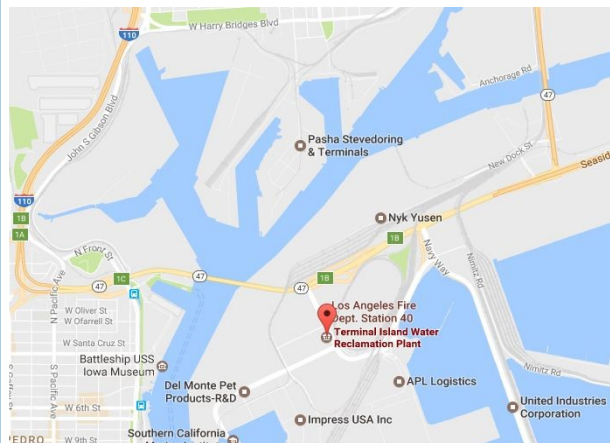 110
W Harry Bridges Blvd
John S Gibson Blvd
Anchorage Rd
47
Pasha Stevedoring
& Terminals
New Dock St
Seaside
110
1B
1A
Nyk Yusen
N Front St
1B
Navy Way
Nimitz Rd
1C
47
1B
47
47
N Pacific Ave
W Oliver St
W Ofarrell St
W Santa Cruz St
Los Angeles Fire
Dept. Station 40
Terminal Island Water
Reclamation Plant
Battleship USS
Iowa Museum
Nimitz Rd
Del Monte Pet
Products-R&D
APL Logistics
S Pacific Ave
W 6th St
United Industries
Corporation
Impress USA Inc
PEDRO
W 9th St
Southern California